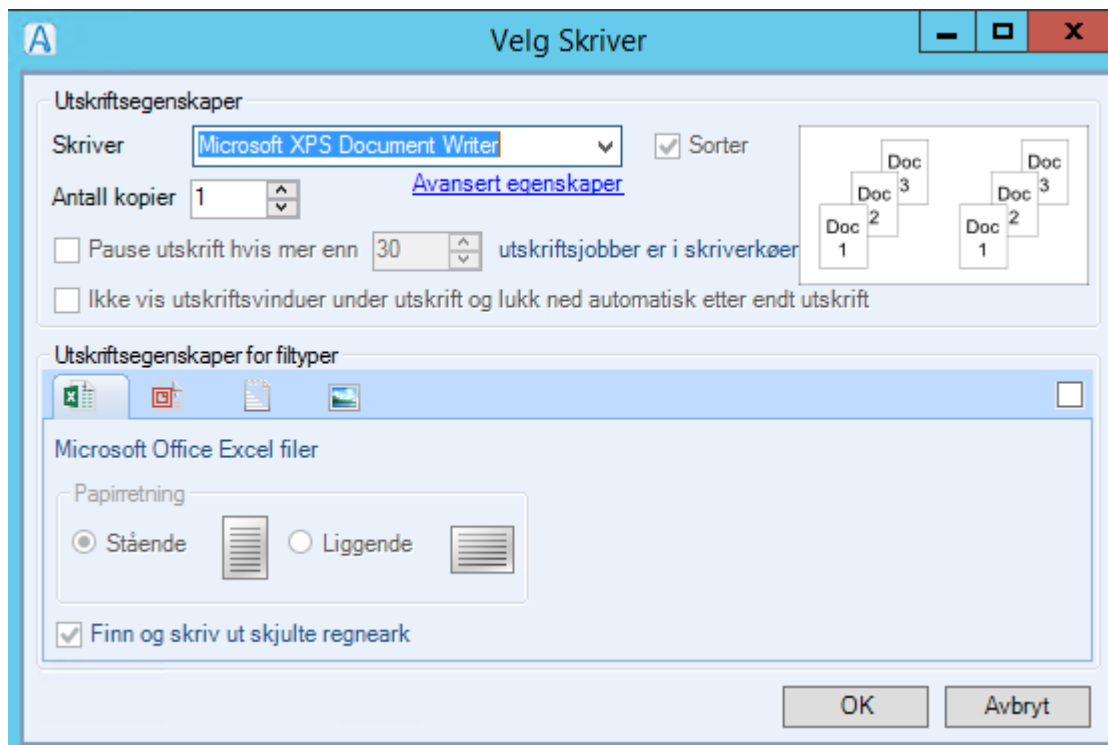 A Velg Skriver
Utskriftsegenskaper
Skriver Microsoft XPS Document Writer Sorter
Antall kopier 1 Avansert egenskaper
Pause utskrift hvis mer enn 30 utskriftsjobber er i skriverkøer
Ikke vis utskriftsvinduer under utskrift og lukk ned automatisk etter endt utskrift
Doc 3 Doc 3
Doc 2 Doc 2
Doc 1 Doc 1
Utskriftsegenskaper for filtyper
Microsoft Office Excel filer
Papirretning
Stående Liggende
Finn og skriv ut skjulte regneark
OK Avbryt